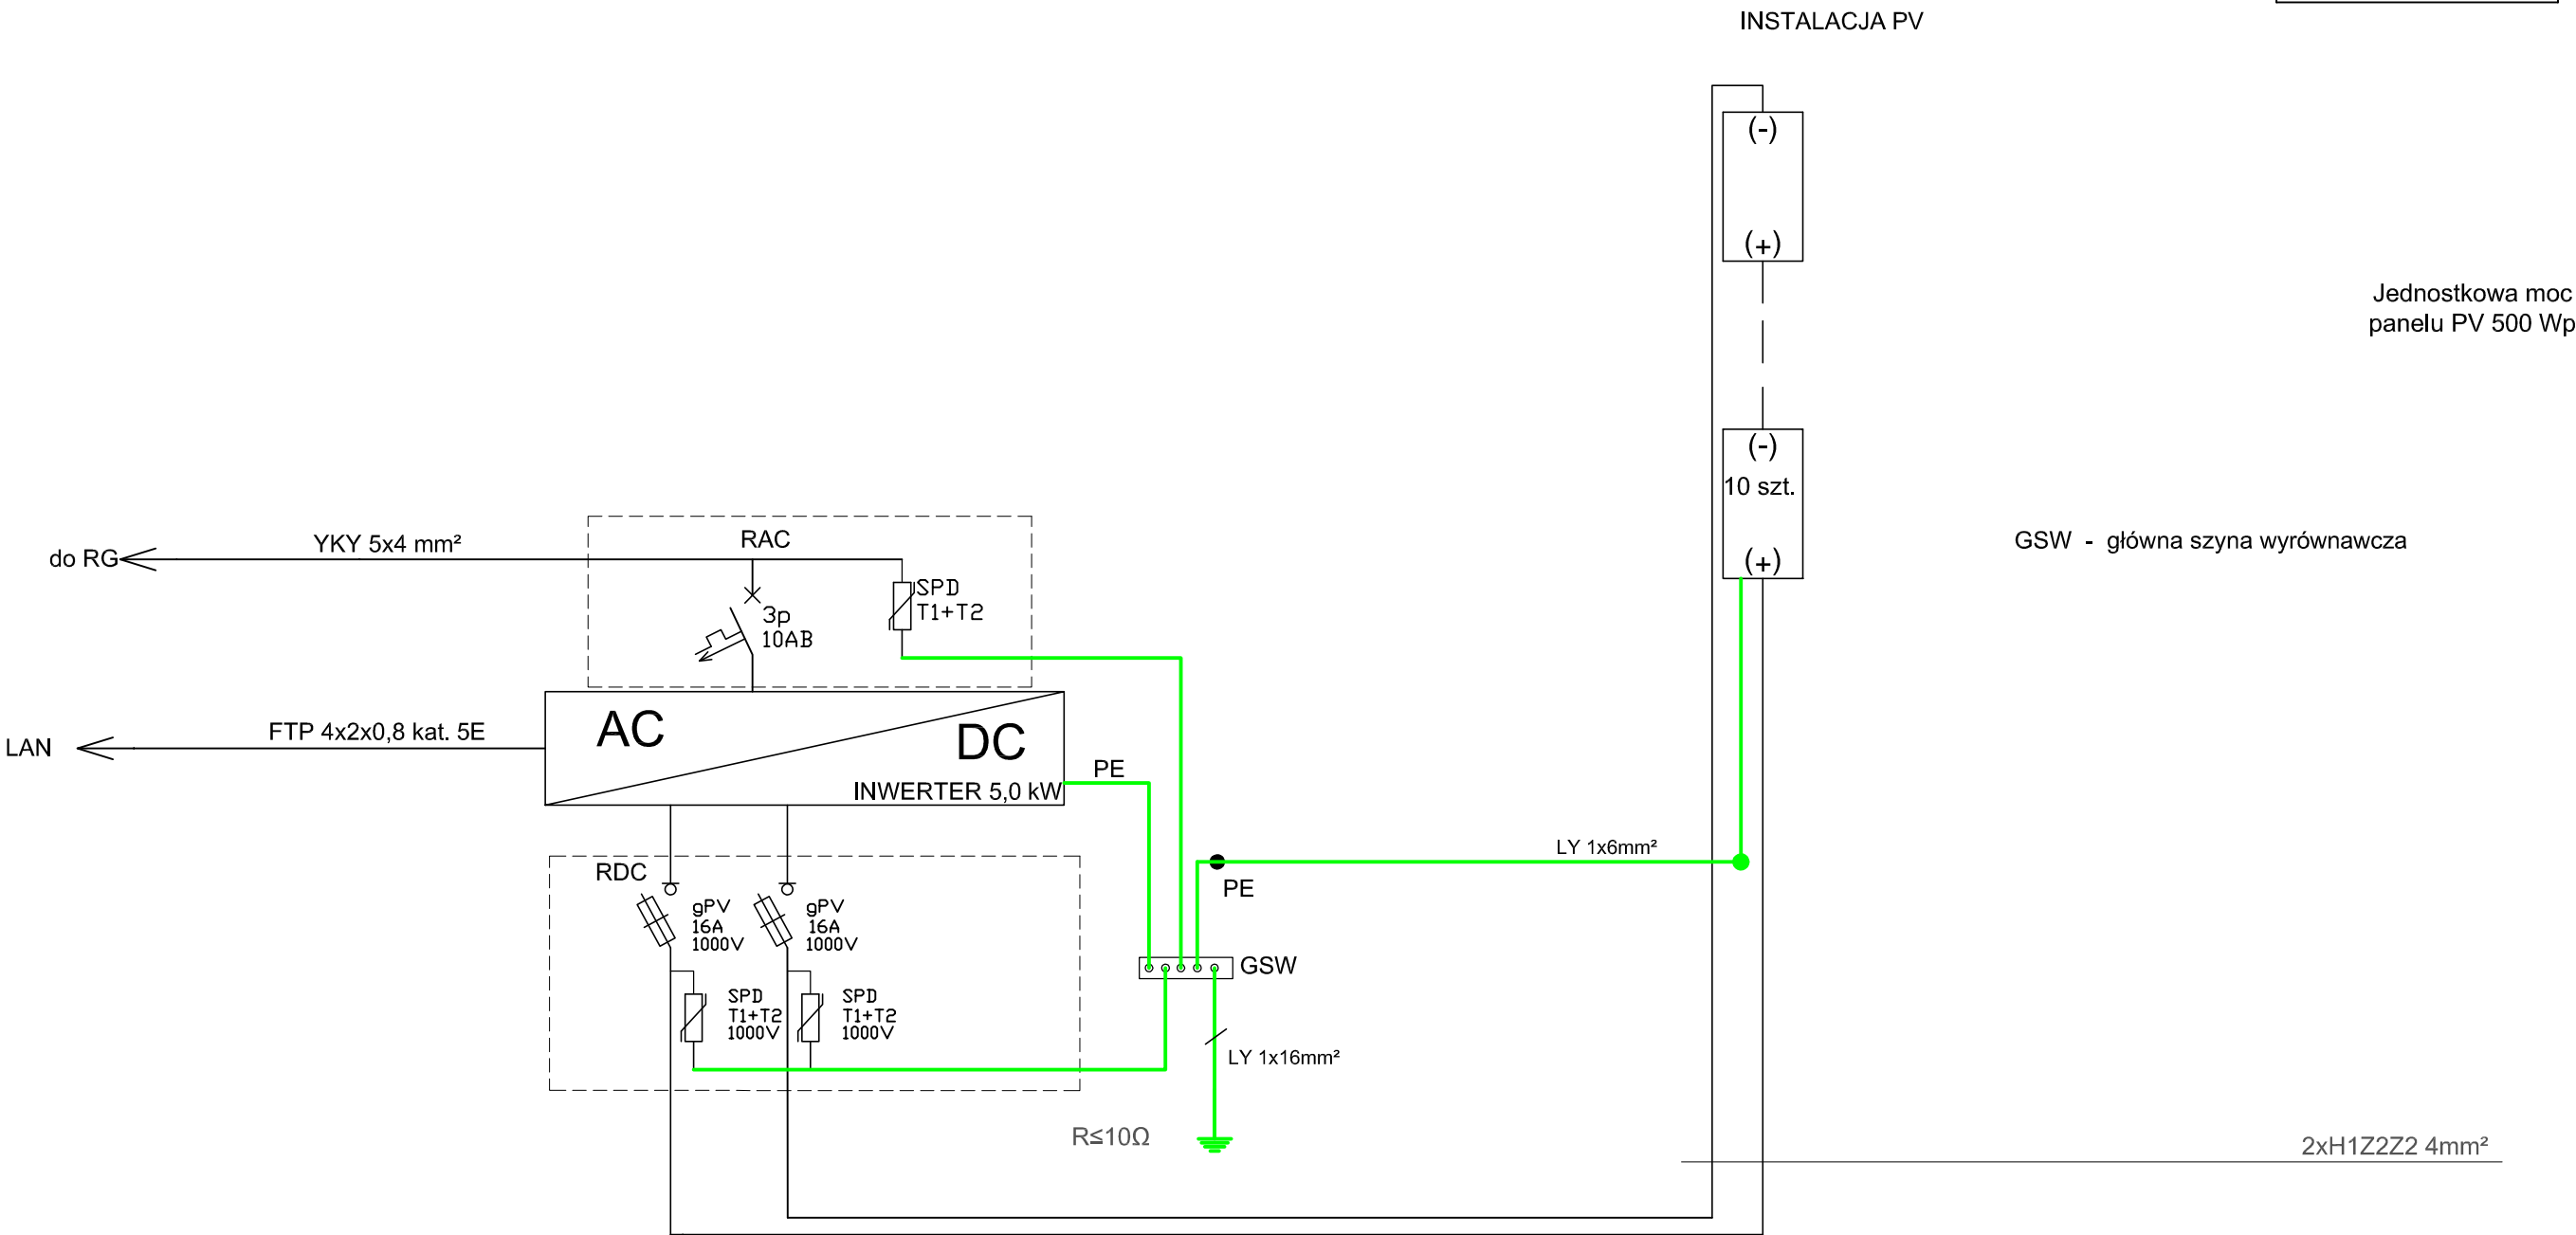 INSTALACJA PV
(-)
(+)
Jednostkowa moc
panelu PV 500 Wp
(-)
10 szt.
(+)
GSW - główna szyna wyrównawcza
do RG
YKY 5x4 mm²
RAC
SPD
T1+T2
3p
10AB
LAN
FTP 4x2x0,8 kat. 5E
AC
DC
INWERTER 5,0 kW
PE
LY 1x6mm²
PE
RDC
gPV
16A
1000V
gPV
16A
1000V
GSW
SPD
T1+T2
1000V
SPD
T1+T2
1000V
LY 1x16mm²
R≤10Ω
2xH1Z2Z2 4mm²